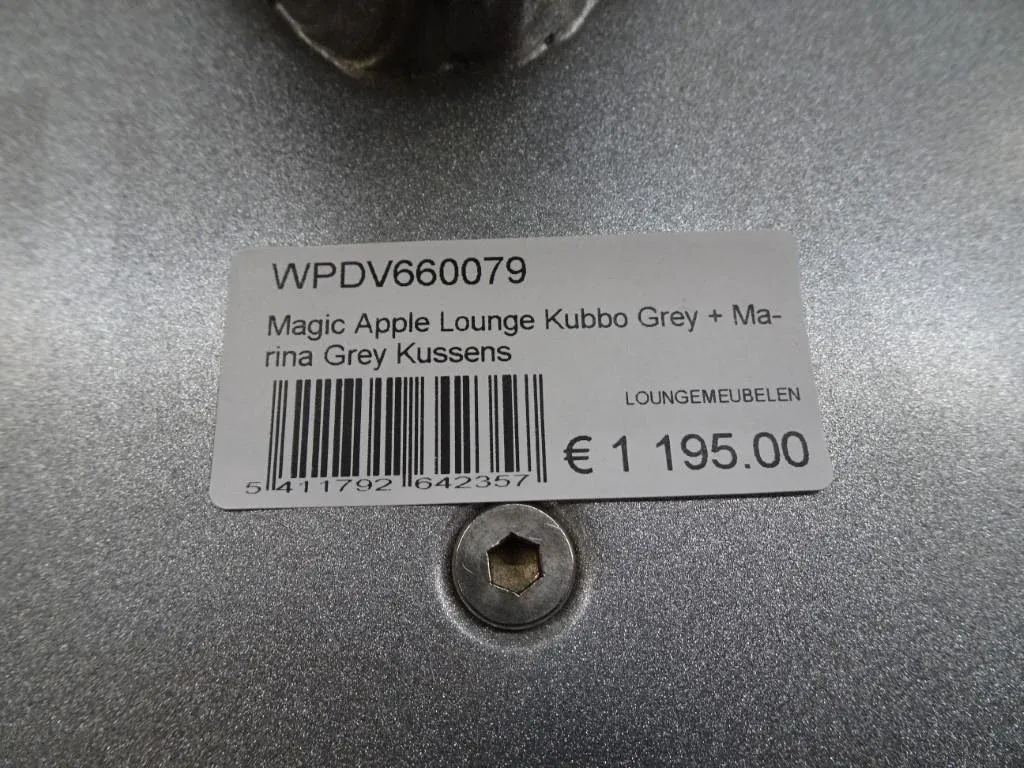 WPDV660079
Magic Apple Lounge Kubbo Grey + Ma-
rina Grey Kussens
LOUNGEMEUBELEN
€ 1 195.00
5 411792 642357